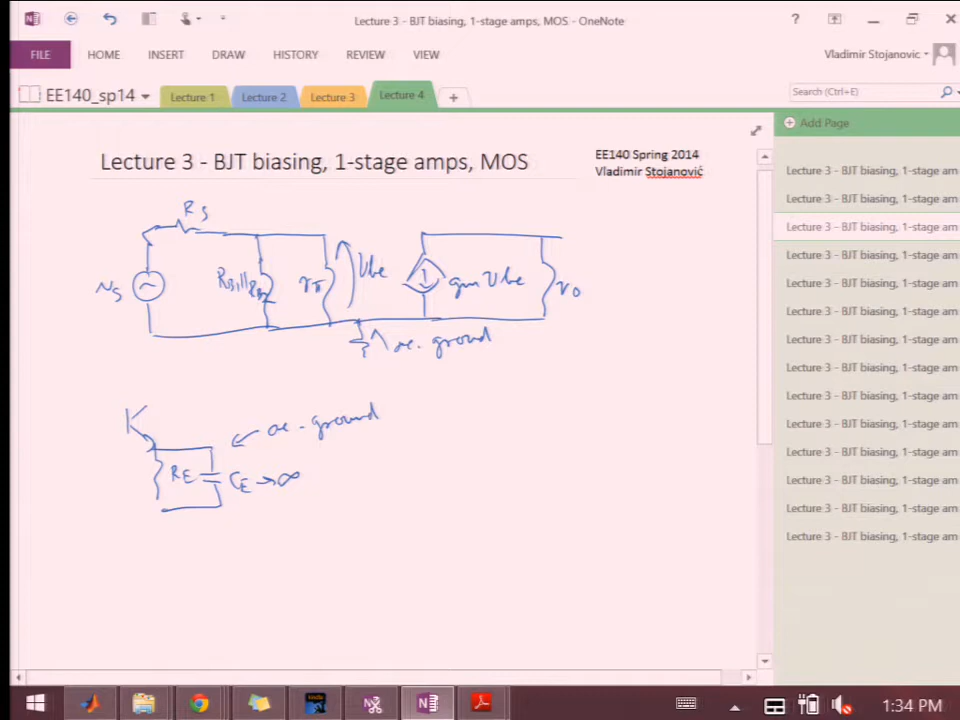 Lecture 3 - BJT biasing, 1-stage amps, MOS - OneNote
?
FILE
HOME
INSERT
DRAW
HISTORY
REVIEW
VIEW
Vladimir Stojanovic
EE140_sp14
Lecture 1
Lecture 2
Lecture 3
Lecture 4
+
Search (Ctrl+E)
Add Page
Lecture 3 - BJT biasing, 1-stage amps, MOS
EE140 Spring 2014
Vladimir Stojanović
Lecture 3 - BJT biasing, 1-stage am
Lecture 3 - BJT biasing, 1-stage am
Lecture 3 - BJT biasing, 1-stage am
Lecture 3 - BJT biasing, 1-stage am
Lecture 3 - BJT biasing, 1-stage am
Lecture 3 - BJT biasing, 1-stage am
Lecture 3 - BJT biasing, 1-stage am
Lecture 3 - BJT biasing, 1-stage am
Lecture 3 - BJT biasing, 1-stage am
Lecture 3 - BJT biasing, 1-stage am
Lecture 3 - BJT biasing, 1-stage am
Lecture 3 - BJT biasing, 1-stage am
Lecture 3 - BJT biasing, 1-stage am
Lecture 3 - BJT biasing, 1-stage am
RS
vs
RB1||RB2
rπ
Vbe
gm Vbe
ro
ac. ground
ac. ground
RE
CE → ∞
1:34 PM